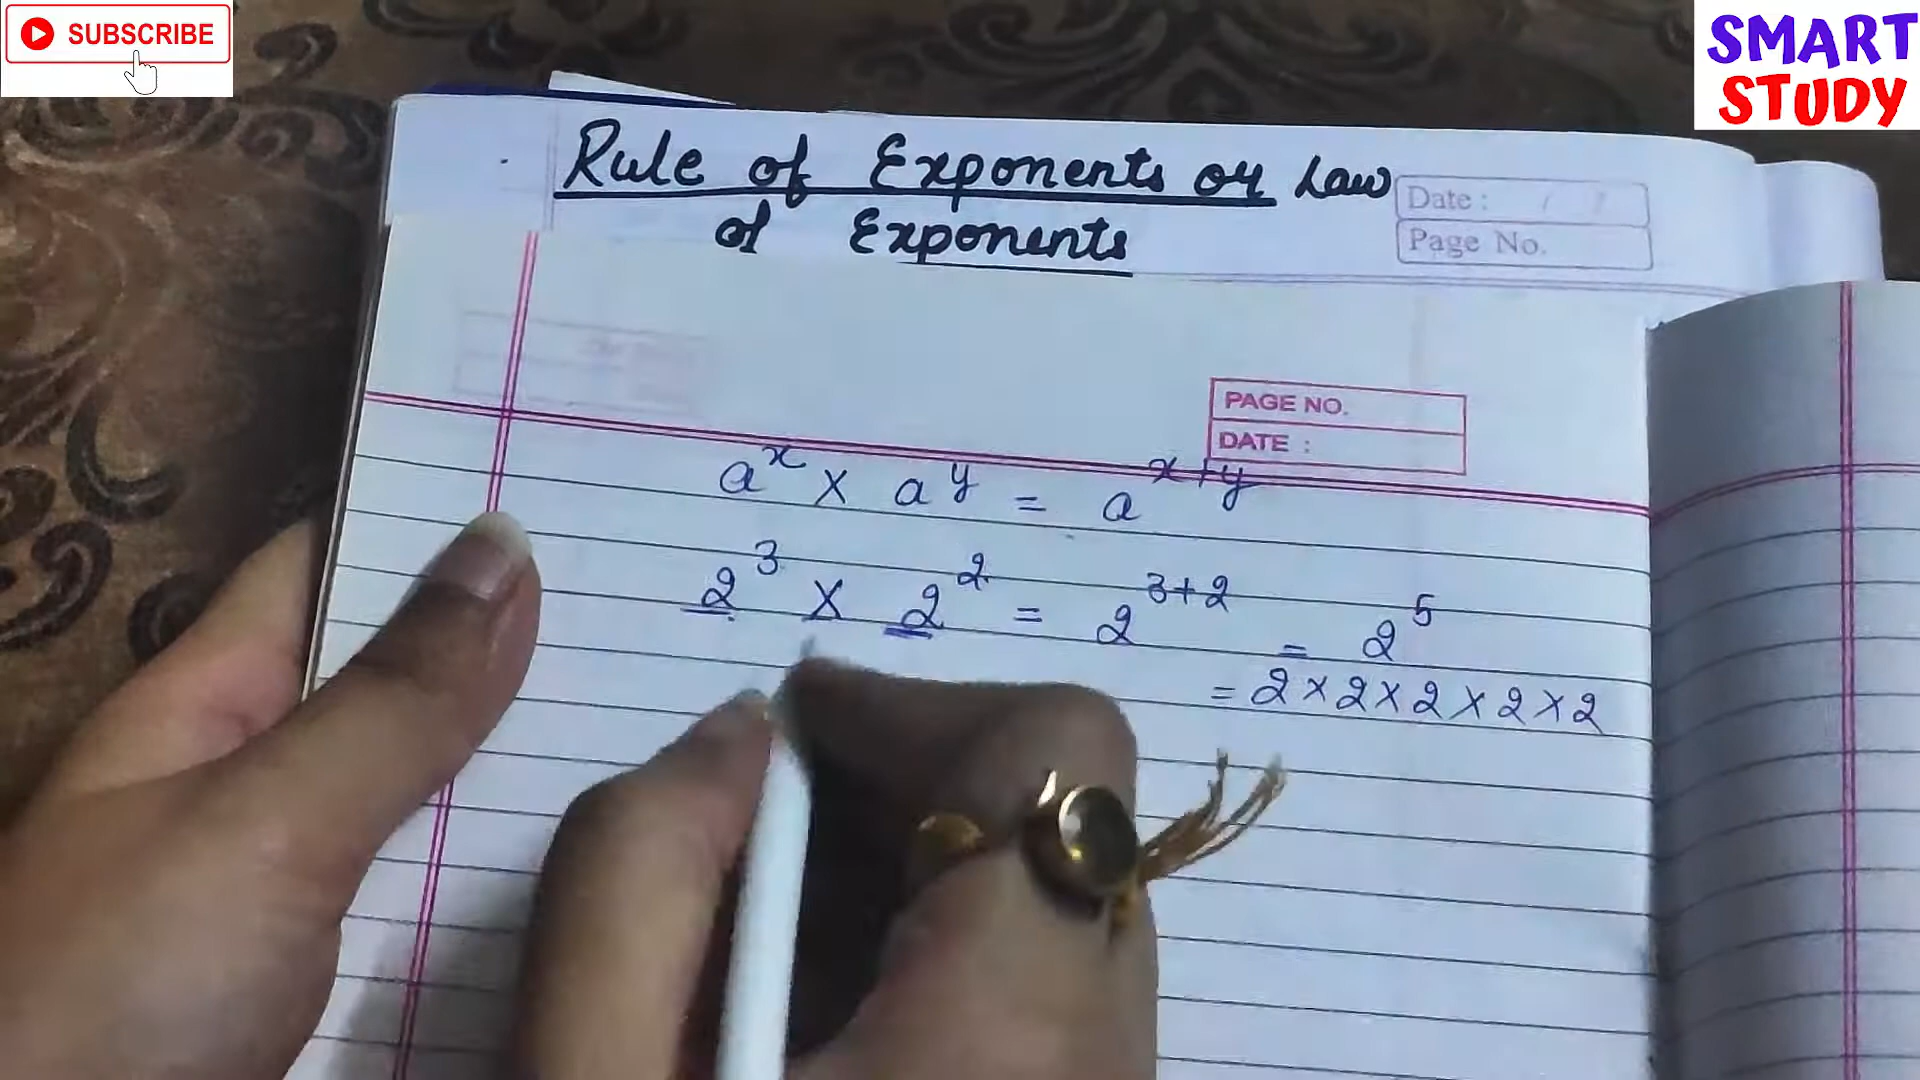 SUBSCRIBE
SMART
STUDY
Rule of Exponents or Law
of Exponents
Date : / /
Page No.
PAGE NO.
DATE :
a^x × a^y = a^(x+y)
2^3 × 2^2 = 2^(3+2) = 2^5
= 2×2×2×2×2